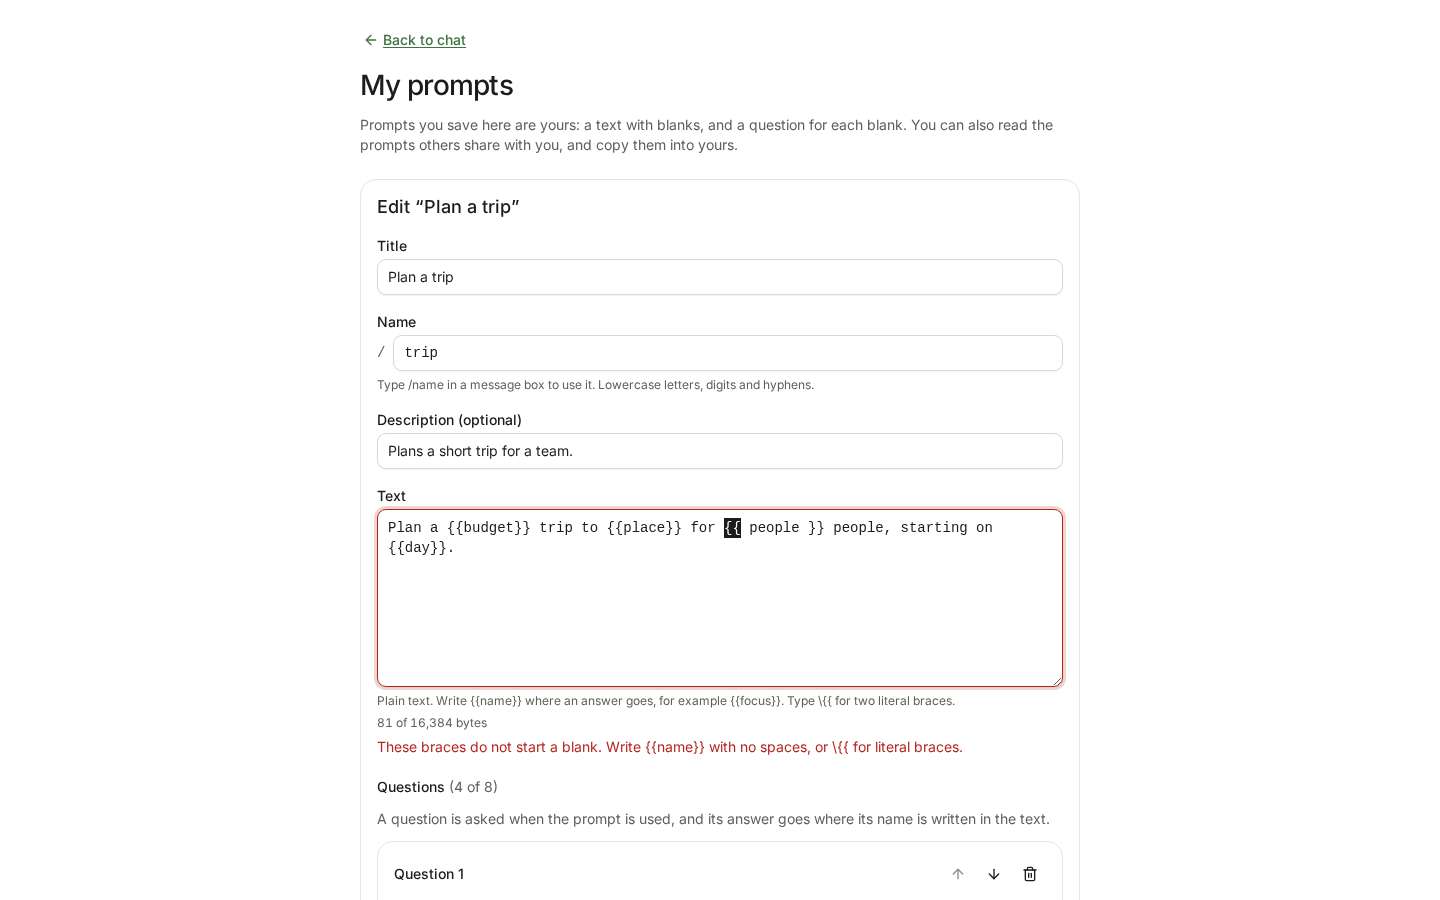 Back to chat
My prompts
Prompts you save here are yours: a text with blanks, and a question for each blank. You can also read the
prompts others share with you, and copy them into yours.
Edit “Plan a trip”
Title
Plan a trip
Name
/ trip
Type /name in a message box to use it. Lowercase letters, digits and hyphens.
Description (optional)
Plans a short trip for a team.
Text
Plan a {{budget}} trip to {{place}} for {{ people }} people, starting on
{{day}}.
Plain text. Write {{name}} where an answer goes, for example {{focus}}. Type \{{ for two literal braces.
81 of 16,384 bytes
These braces do not start a blank. Write {{name}} with no spaces, or \{{ for literal braces.
Questions (4 of 8)
A question is asked when the prompt is used, and its answer goes where its name is written in the text.
Question 1